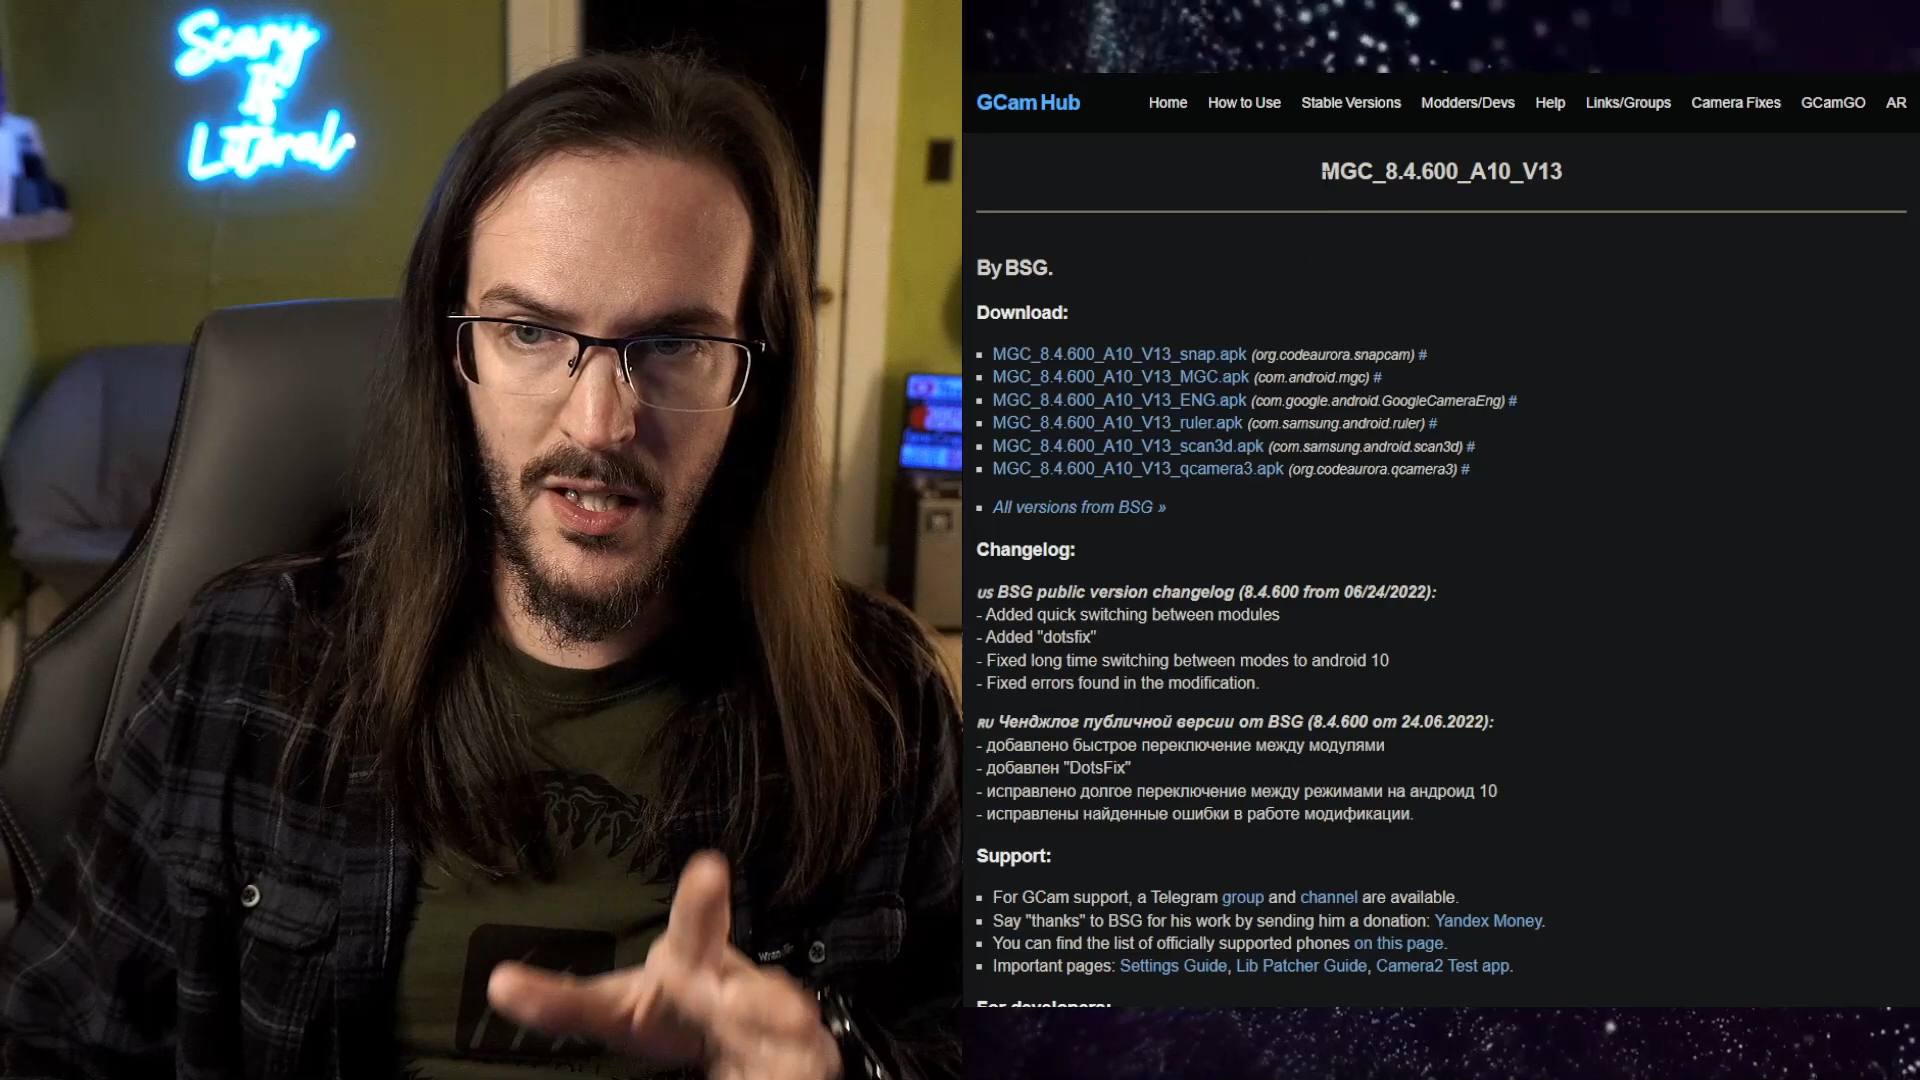 Scary
Is
Literal
Wran
GCam Hub
Home How to Use Stable Versions Modders/Devs Help Links/Groups Camera Fixes GCamGO AR
MGC_8.4.600_A10_V13
By BSG.
Download:
MGC_8.4.600_A10_V13_snap.apk (org.codeaurora.snapcam) #
MGC_8.4.600_A10_V13_MGC.apk (com.android.mgc) #
MGC_8.4.600_A10_V13_ENG.apk (com.google.android.GoogleCameraEng) #
MGC_8.4.600_A10_V13_ruler.apk (com.samsung.android.ruler) #
MGC_8.4.600_A10_V13_scan3d.apk (com.samsung.android.scan3d) #
MGC_8.4.600_A10_V13_qcamera3.apk (org.codeaurora.qcamera3) #
All versions from BSG »
Changelog:
US BSG public version changelog (8.4.600 from 06/24/2022):
- Added quick switching between modules
- Added "dotsfix"
- Fixed long time switching between modes to android 10
- Fixed errors found in the modification.
RU Ченджлог публичной версии от BSG (8.4.600 от 24.06.2022):
- добавлено быстрое переключение между модулями
- добавлен "DotsFix"
- исправлено долгое переключение между режимами на андроид 10
- исправлены найденные ошибки в работе модификации.
Support:
For GCam support, a Telegram group and channel are available.
Say "thanks" to BSG for his work by sending him a donation: Yandex Money.
You can find the list of officially supported phones on this page.
Important pages: Settings Guide, Lib Patcher Guide, Camera2 Test app.
For developers: